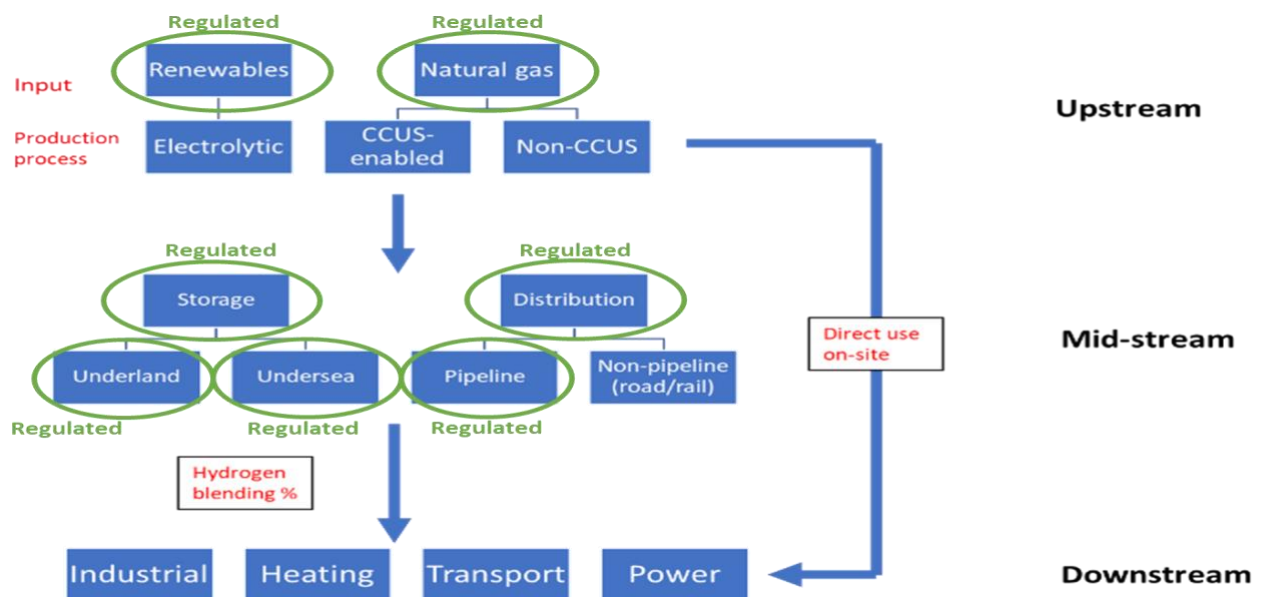 Regulated
Regulated
Renewables
Natural gas
Input
Upstream
Production
process
Electrolytic
CCUS-
enabled
Non-CCUS
Regulated
Regulated
Storage
Distribution
Direct use
on-site
Mid-stream
Underland
Undersea
Pipeline
Non-pipeline
(road/rail)
Regulated
Regulated
Regulated
Hydrogen
blending %
Industrial
Heating
Transport
Power
Downstream